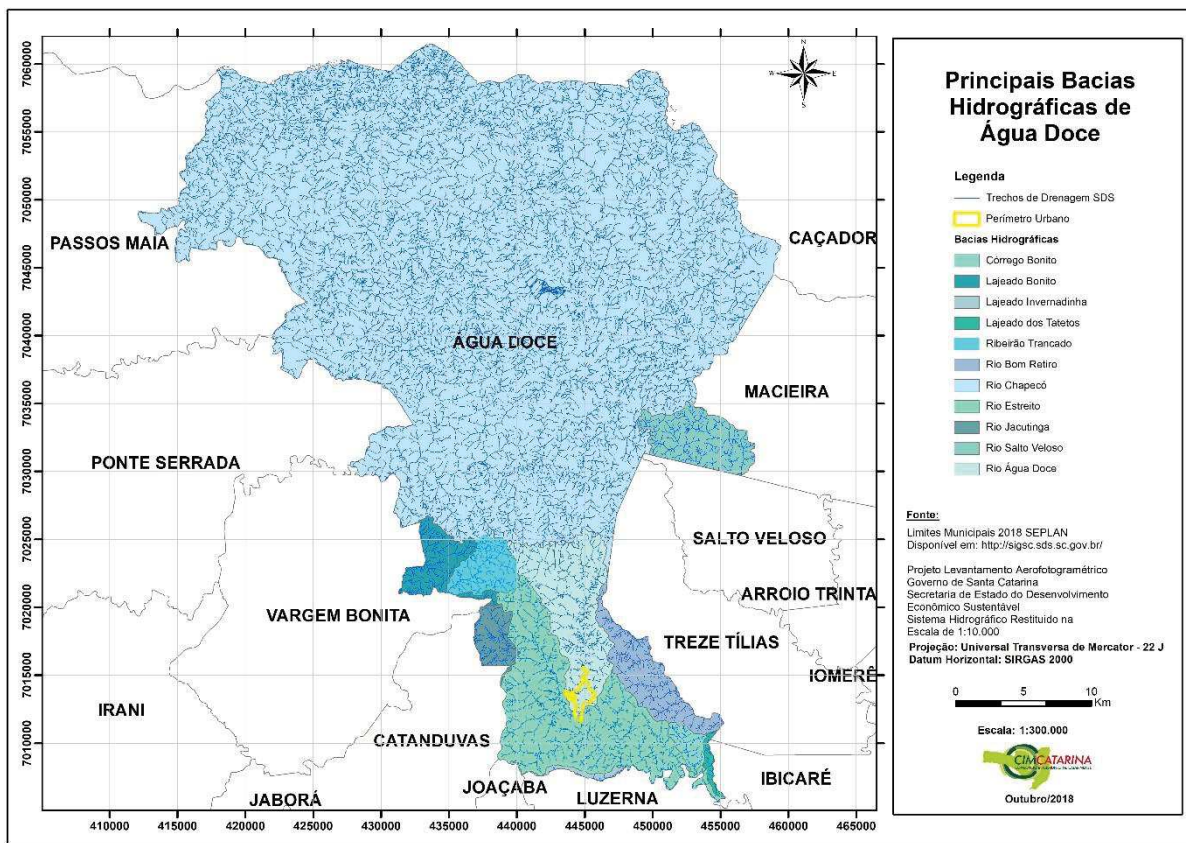 Principais Bacias
Hidrográficas de
Água Doce
Legenda
Trechos de Drenagem SDS
Perímetro Urbano
Bacias Hidrográficas
Córrego Bonito
Lajeado Bonito
Lajeado Invernadinha
Lajeado dos Tatetos
Ribeirão Trancado
Rio Bom Retiro
Rio Chapecó
Rio Estreito
Rio Jacutinga
Rio Salto Veloso
Rio Água Doce
Fonte:
Limites Municipais 2018 SEPLAN
Disponível em: http://sigsc.sds.sc.gov.br/
Projeto Levantamento Aerofotogramétrico
Governo de Santa Catarina
Secretaria de Estado do Desenvolvimento
Econômico Sustentável
Sistema Hidrográfico Restituido na
Escala de 1:10.000
Projeção: Universal Transversa de Mercator - 22 J
Datum Horizontal: SIRGAS 2000
0 5 10
Km
Escala: 1:300.000
CIMCATARINA
Outubro/2018
N
W E
S
PASSOS MAIA
CAÇADOR
ÁGUA DOCE
MACIEIRA
PONTE SERRADA
SALTO VELOSO
ARROIO TRINTA
VARGEM BONITA
TREZE TÍLIAS
IOMERÊ
IRANI
CATANDUVAS
JOAÇABA
IBICARÉ
JABORÁ
LUZERNA
7060000
7055000
7050000
7045000
7040000
7035000
7030000
7025000
7020000
7015000
7010000
410000 415000 420000 425000 430000 435000 440000 445000 450000 455000 460000 465000